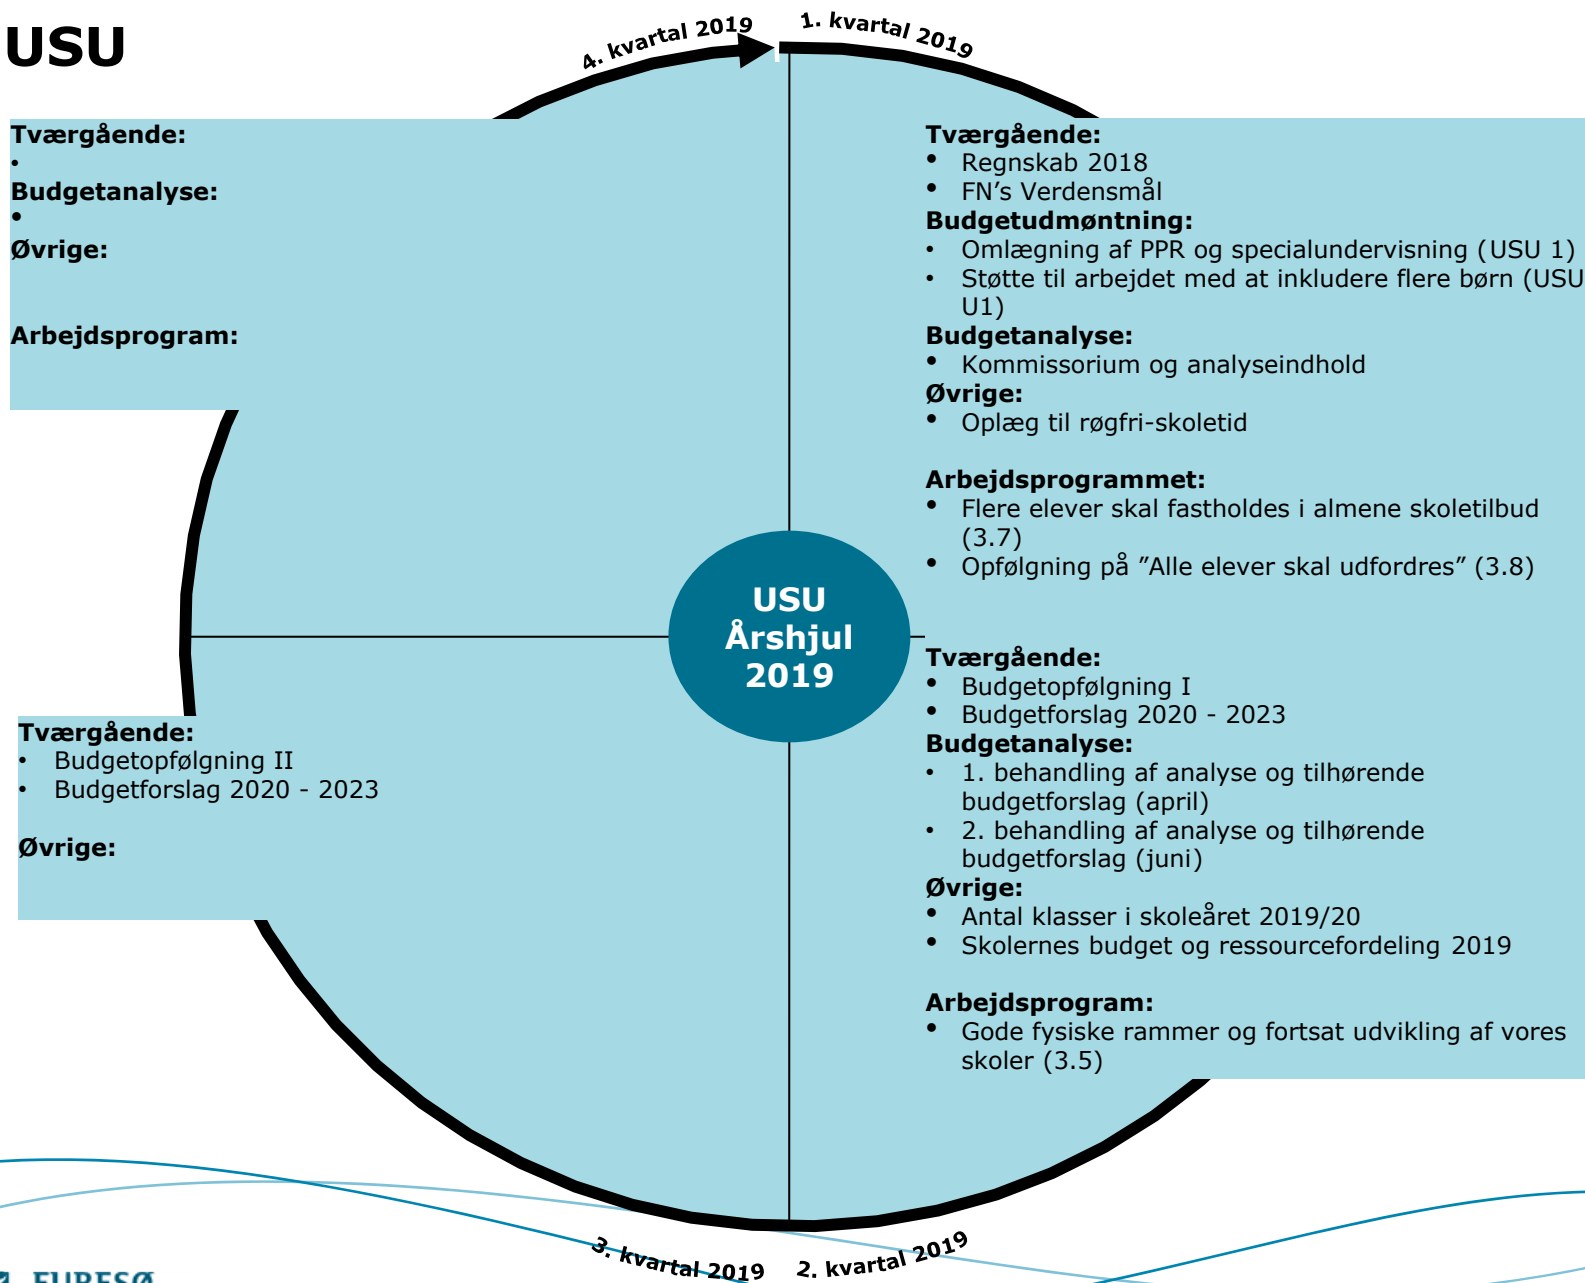 USU
4. kvartal 2019
1. kvartal 2019
Tværgående:
•
Budgetanalyse:
•
Øvrige:
Arbejdsprogram:
Tværgående:
• Regnskab 2018
• FN’s Verdensmål
Budgetudmøntning:
• Omlægning af PPR og specialundervisning (USU 1)
• Støtte til arbejdet med at inkludere flere børn (USU
U1)
Budgetanalyse:
• Kommissorium og analyseindhold
Øvrige:
• Oplæg til røgfri-skoletid
Arbejdsprogrammet:
• Flere elever skal fastholdes i almene skoletilbud
(3.7)
• Opfølgning på ”Alle elever skal udfordres” (3.8)
USU
Årshjul
2019
Tværgående:
• Budgetopfølgning I
• Budgetforslag 2020 - 2023
Budgetanalyse:
• 1. behandling af analyse og tilhørende
budgetforslag (april)
• 2. behandling af analyse og tilhørende
budgetforslag (juni)
Øvrige:
• Antal klasser i skoleåret 2019/20
• Skolernes budget og ressourcefordeling 2019
Arbejdsprogram:
• Gode fysiske rammer og fortsat udvikling af vores
skoler (3.5)
Tværgående:
• Budgetopfølgning II
• Budgetforslag 2020 - 2023
Øvrige:
3. kvartal 2019
2. kvartal 2019
FURESØ